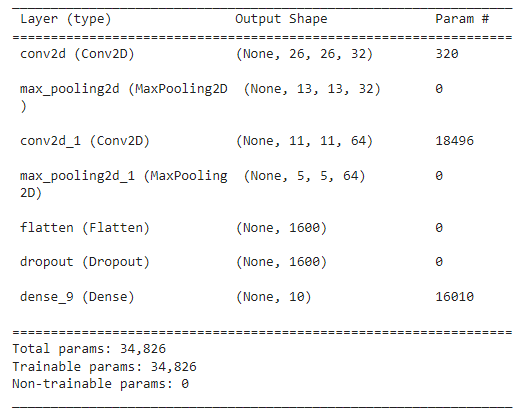 Layer (type) Output Shape Param #
conv2d (Conv2D) (None, 26, 26, 32) 320
max_pooling2d (MaxPooling2D (None, 13, 13, 32) 0
)
conv2d_1 (Conv2D) (None, 11, 11, 64) 18496
max_pooling2d_1 (MaxPooling (None, 5, 5, 64) 0
2D)
flatten (Flatten) (None, 1600) 0
dropout (Dropout) (None, 1600) 0
dense_9 (Dense) (None, 10) 16010
Total params: 34,826
Trainable params: 34,826
Non-trainable params: 0